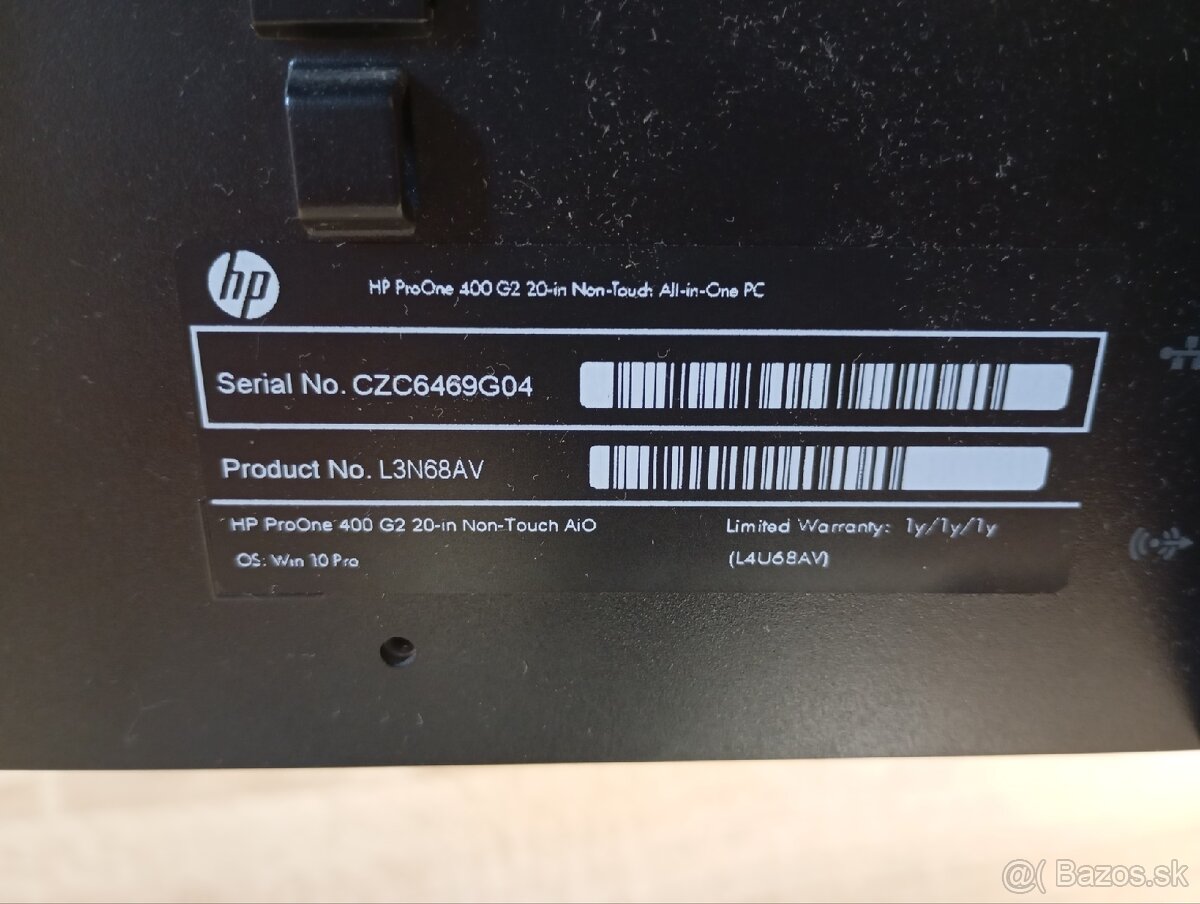 hp
HP ProOne 400 G2 20-in Non-Touch All-in-One PC
Serial No. CZC6469G04
Product No. L3N68AV
HP ProOne 400 G2 20-in Non-Touch AiO
Limited Warranty: 1y/1y/1y
OS: Win 10 Pro
(L4U68AV)
@( Bazos.sk